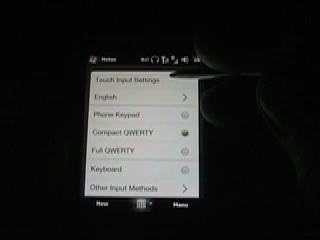 Notes
Touch Input Settings
English
Phone Keypad
Compact QWERTY
Full QWERTY
Keyboard
Other Input Methods
New Menu